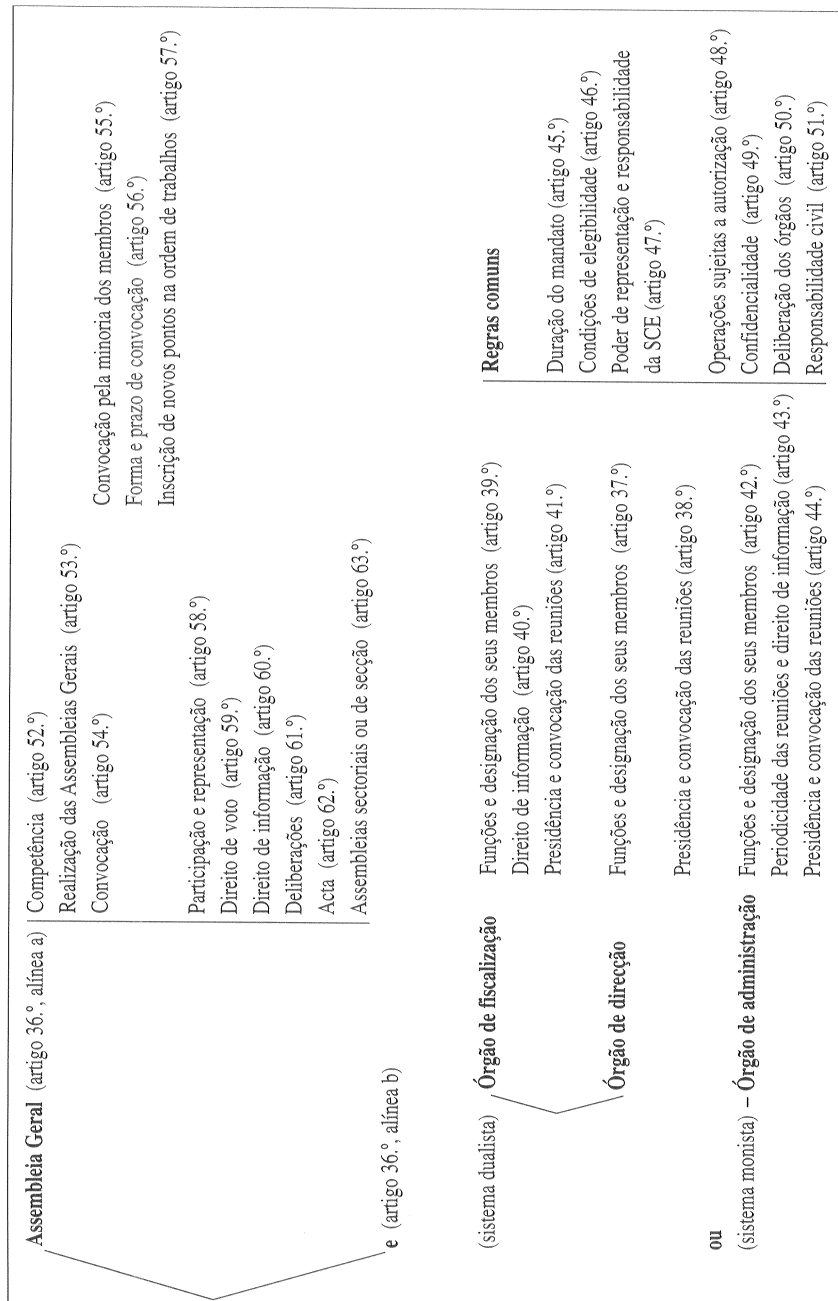 Assembleia Geral (artigo 36.º, alínea a)
Competência (artigo 52.º)
Realização das Assembleias Gerais (artigo 53.º)
Convocação (artigo 54.º)
Convocação pela minoria dos membros (artigo 55.º)
Forma e prazo de convocação (artigo 56.º)
Inscrição de novos pontos na ordem de trabalhos (artigo 57.º)
Participação e representação (artigo 58.º)
Direito de voto (artigo 59.º)
Direito de informação (artigo 60.º)
Deliberações (artigo 61.º)
Acta (artigo 62.º)
Assembleias sectoriais ou de secção (artigo 63.º)
e (artigo 36.º, alínea b)
(sistema dualista)
Órgão de fiscalização
Funções e designação dos seus membros (artigo 39.º)
Direito de informação (artigo 40.º)
Presidência e convocação das reuniões (artigo 41.º)
Órgão de direcção
Funções e designação dos seus membros (artigo 37.º)
Presidência e convocação das reuniões (artigo 38.º)
ou
(sistema monista) – Órgão de administração
Funções e designação dos seus membros (artigo 42.º)
Periodicidade das reuniões e direito de informação (artigo 43.º)
Presidência e convocação das reuniões (artigo 44.º)
Regras comuns
Duração do mandato (artigo 45.º)
Condições de elegibilidade (artigo 46.º)
Poder de representação e responsabilidade
da SCE (artigo 47.º)
Operações sujeitas a autorização (artigo 48.º)
Confidencialidade (artigo 49.º)
Deliberação dos órgãos (artigo 50.º)
Responsabilidade civil (artigo 51.º)